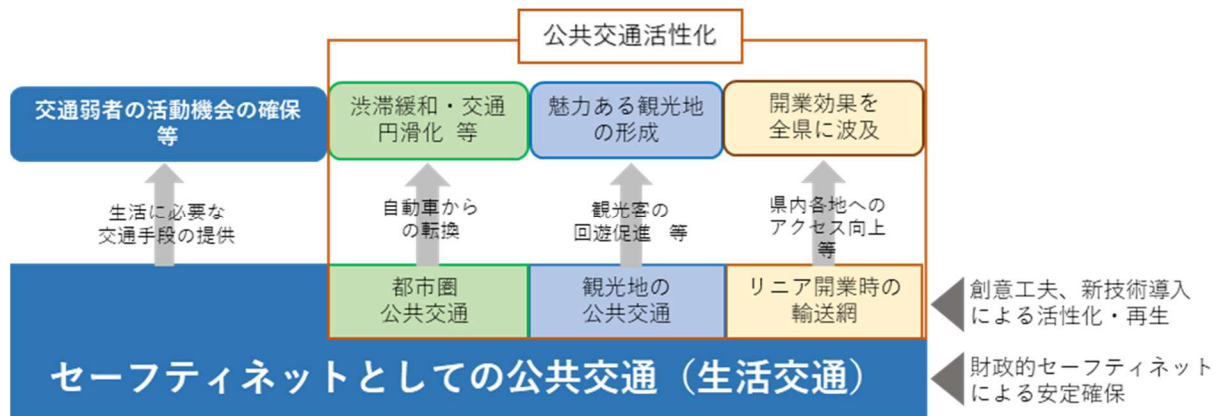 公共交通活性化
交通弱者の活動機会の確保
等
渋滞緩和・交通
円滑化 等
魅力ある観光地
の形成
開業効果を
全県に波及
生活に必要な
交通手段の提供
自動車から
の転換
観光客の
回遊促進 等
県内各地への
アクセス向上
等
都市圏
公共交通
観光地の
公共交通
リニア開業時の
輸送網
創意工夫、新技術導入
による活性化・再生
セーフティネットとしての公共交通（生活交通）
財政的セーフティネット
による安定確保